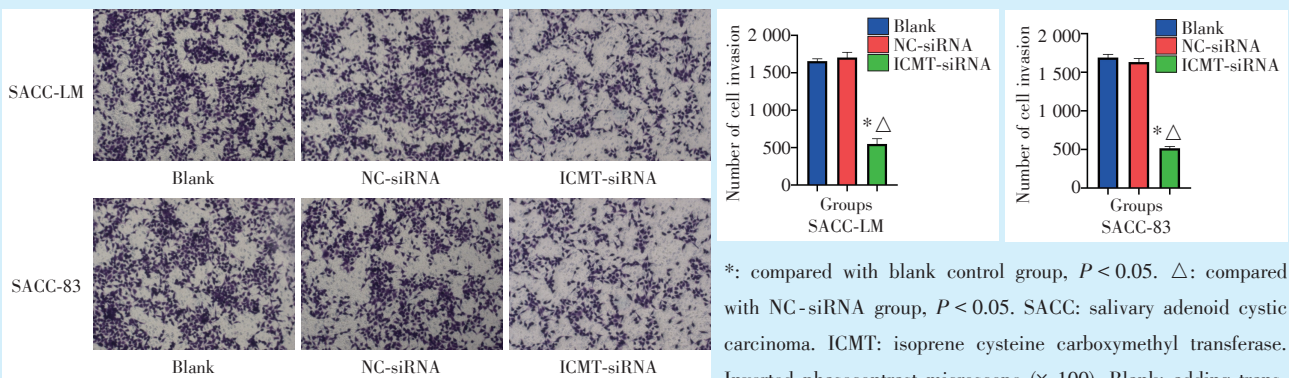 SACC-LM
Blank NC-siRNA ICMT-siRNA
SACC-83
Blank NC-siRNA ICMT-siRNA
Number of cell invasion
2 000
1 500
1 000
500
0
Blank
NC-siRNA
ICMT-siRNA
* △
Groups
SACC-LM
Number of cell invasion
2 000
1 500
1 000
500
0
Blank
NC-siRNA
ICMT-siRNA
* △
Groups
SACC-83
*: compared with blank control group, P < 0.05. △: compared
with NC-siRNA group, P < 0.05. SACC: salivary adenoid cystic
carcinoma. ICMT: isoprene cysteine carboxymethyl transferase.